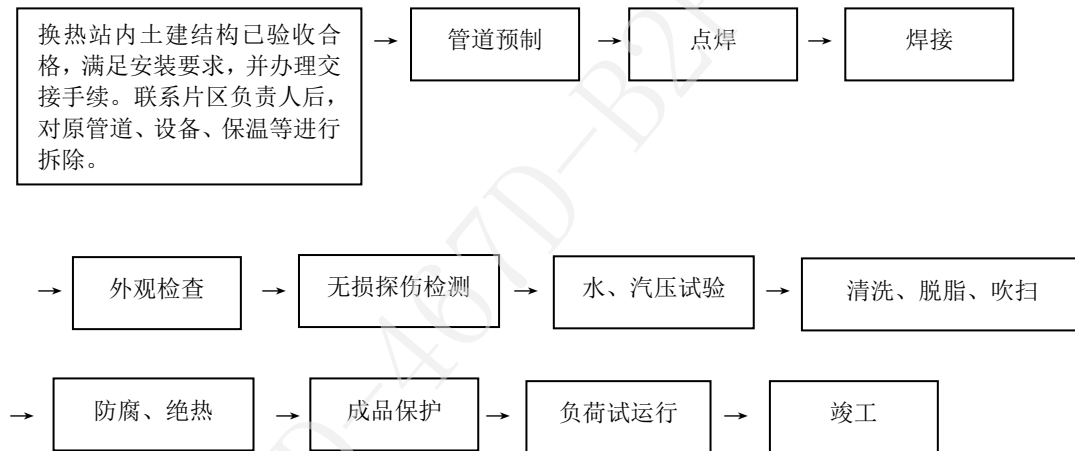 换热站内土建结构已验收合
格，满足安装要求，并办理交
接手续。联系片区负责人后，
对原管道、设备、保温等进行
拆除。
→ 管道预制 → 点焊 → 焊接
→ 外观检查 → 无损探伤检测 → 水、汽压试验 → 清洗、脱脂、吹扫
→ 防腐、绝热 → 成品保护 → 负荷试运行 → 竣工
D-467D-B2